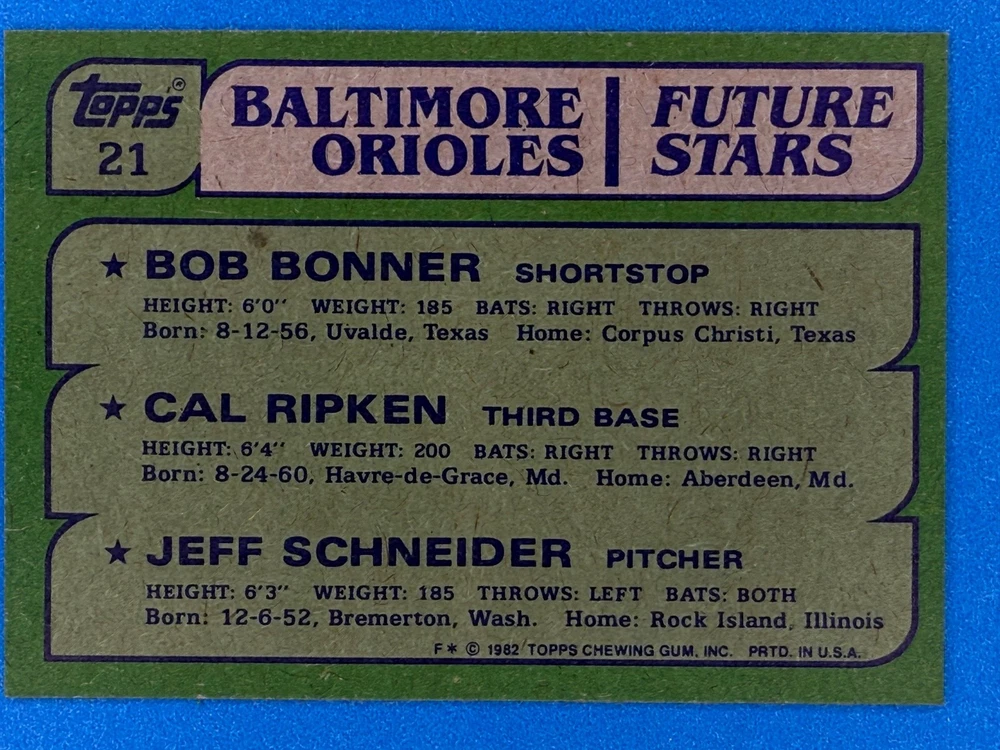 topps®
21
BALTIMORE ORIOLES
FUTURE STARS
★ BOB BONNER SHORTSTOP
HEIGHT: 6'0" WEIGHT: 185 BATS: RIGHT THROWS: RIGHT
Born: 8-12-56, Uvalde, Texas Home: Corpus Christi, Texas
★ CAL RIPKEN THIRD BASE
HEIGHT: 6'4" WEIGHT: 200 BATS: RIGHT THROWS: RIGHT
Born: 8-24-60, Havre-de-Grace, Md. Home: Aberdeen, Md.
★ JEFF SCHNEIDER PITCHER
HEIGHT: 6'3" WEIGHT: 185 THROWS: LEFT BATS: BOTH
Born: 12-6-52, Bremerton, Wash. Home: Rock Island, Illinois
F* © 1982 TOPPS CHEWING GUM, INC. PRTD. IN U.S.A.